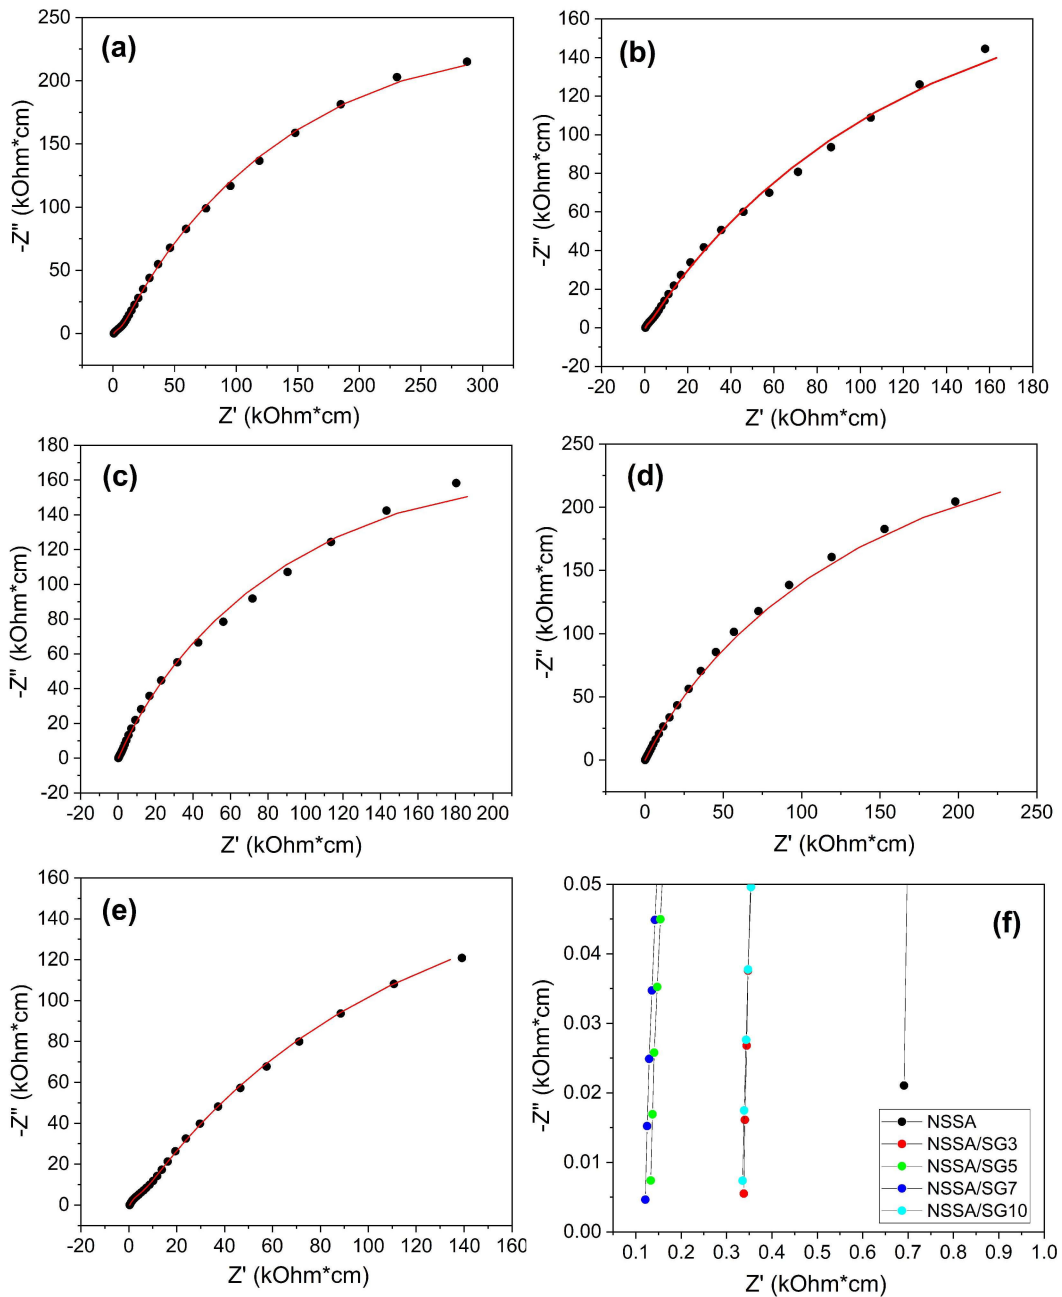 (a)
250
200
150
100
50
0
-Z'' (kOhm*cm)
0 50 100 150 200 250 300
Z' (kOhm*cm)
(b)
160
140
120
100
80
60
40
20
0
-20
-Z'' (kOhm*cm)
-20 0 20 40 60 80 100 120 140 160 180
Z' (kOhm*cm)
(c)
180
160
140
120
100
80
60
40
20
0
-20
-Z'' (kOhm*cm)
-20 0 20 40 60 80 100 120 140 160 180 200
Z' (kOhm*cm)
(d)
250
200
150
100
50
0
-Z'' (kOhm*cm)
0 50 100 150 200 250
Z' (kOhm*cm)
(e)
160
140
120
100
80
60
40
20
0
-20
-Z'' (kOhm*cm)
-20 0 20 40 60 80 100 120 140 160
Z' (kOhm*cm)
(f)
0.05
0.04
0.03
0.02
0.01
0.00
-Z'' (kOhm*cm)
NSSA
NSSA/SG3
NSSA/SG5
NSSA/SG7
NSSA/SG10
0.1 0.2 0.3 0.4 0.5 0.6 0.7 0.8 0.9 1.0
Z' (kOhm*cm)